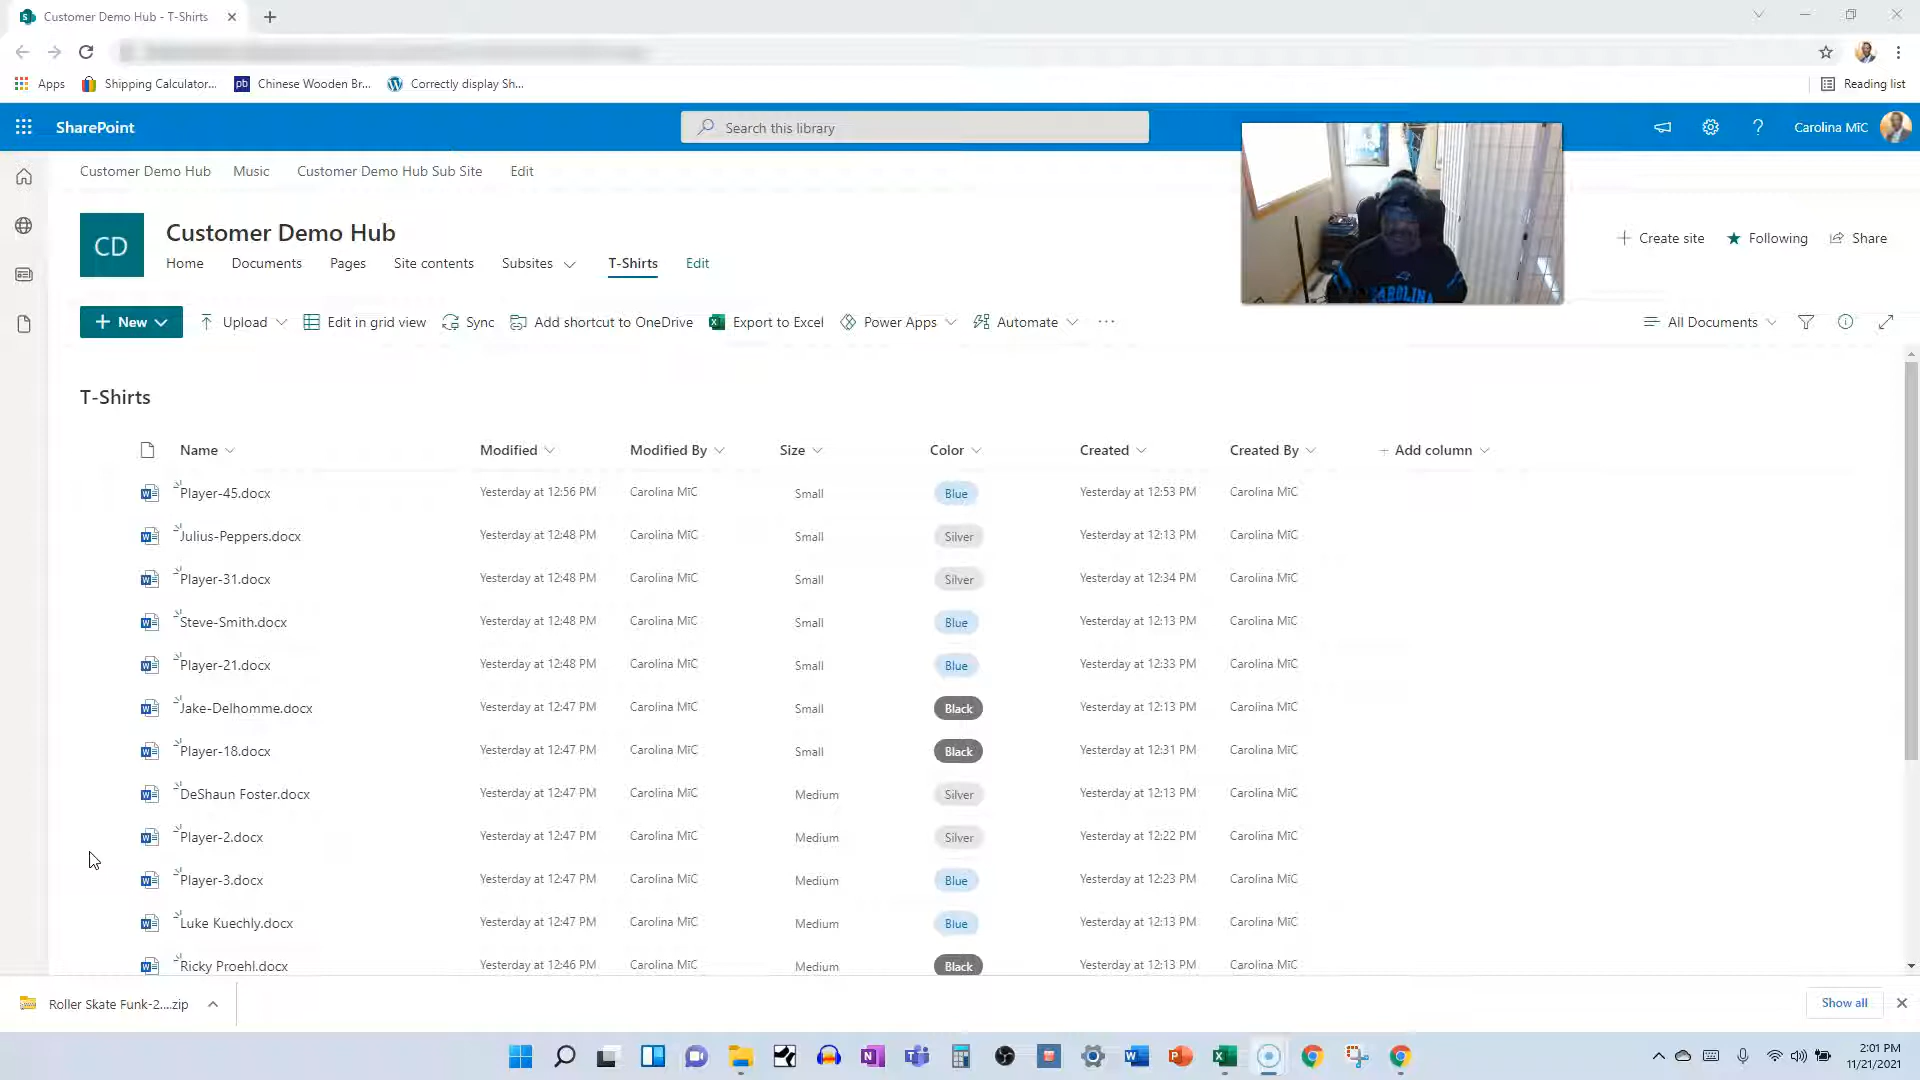 Customer Demo Hub - T-Shirts
Apps Shipping Calculator... pb Chinese Wooden Br... Correctly display Sh... Reading list
SharePoint Search this library Carolina MiC
Customer Demo Hub Music Customer Demo Hub Sub Site Edit
CD Customer Demo Hub
Home Documents Pages Site contents Subsites T-Shirts Edit
CAROLINA
+ Create site Following Share
+ New Upload Edit in grid view Sync Add shortcut to OneDrive Export to Excel Power Apps Automate ... All Documents
T-Shirts
Name Modified Modified By Size Color Created Created By + Add column
Player-45.docx Yesterday at 12:56 PM Carolina MiC Small Blue Yesterday at 12:53 PM Carolina MiC
Julius-Peppers.docx Yesterday at 12:48 PM Carolina MiC Small Silver Yesterday at 12:13 PM Carolina MiC
Player-31.docx Yesterday at 12:48 PM Carolina MiC Small Silver Yesterday at 12:34 PM Carolina MiC
Steve-Smith.docx Yesterday at 12:48 PM Carolina MiC Small Blue Yesterday at 12:13 PM Carolina MiC
Player-21.docx Yesterday at 12:48 PM Carolina MiC Small Blue Yesterday at 12:33 PM Carolina MiC
Jake-Delhomme.docx Yesterday at 12:47 PM Carolina MiC Small Black Yesterday at 12:13 PM Carolina MiC
Player-18.docx Yesterday at 12:47 PM Carolina MiC Small Black Yesterday at 12:31 PM Carolina MiC
DeShaun Foster.docx Yesterday at 12:47 PM Carolina MiC Medium Silver Yesterday at 12:13 PM Carolina MiC
Player-2.docx Yesterday at 12:47 PM Carolina MiC Medium Silver Yesterday at 12:22 PM Carolina MiC
Player-3.docx Yesterday at 12:47 PM Carolina MiC Medium Blue Yesterday at 12:23 PM Carolina MiC
Luke Kuechly.docx Yesterday at 12:47 PM Carolina MiC Medium Blue Yesterday at 12:13 PM Carolina MiC
Ricky Proehl.docx Yesterday at 12:46 PM Carolina MiC Medium Black Yesterday at 12:13 PM Carolina MiC
Roller Skate Funk-2....zip Show all
2:01 PM
11/21/2021